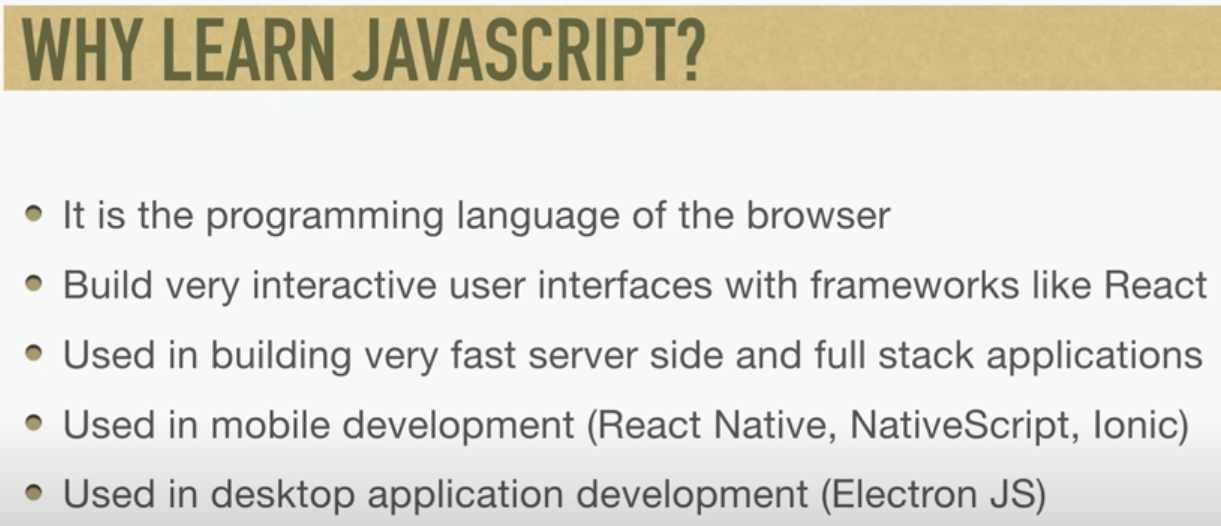 WHY LEARN JAVASCRIPT?
It is the programming language of the browser
Build very interactive user interfaces with frameworks like React
Used in building very fast server side and full stack applications
Used in mobile development (React Native, NativeScript, Ionic)
Used in desktop application development (Electron JS)